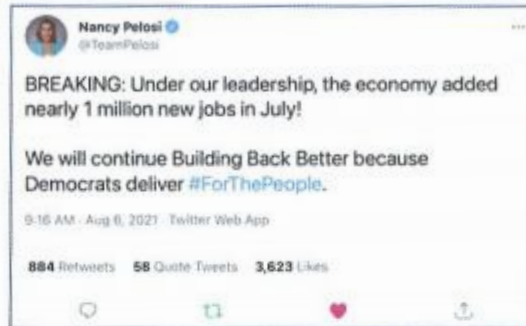 Nancy Pelosi
@TeamPelosi
BREAKING: Under our leadership, the economy added
nearly 1 million new jobs in July!
We will continue Building Back Better because
Democrats deliver #ForThePeople.
9:16 AM · Aug 6, 2021 · Twitter Web App
884 Retweets 58 Quote Tweets 3,623 Likes